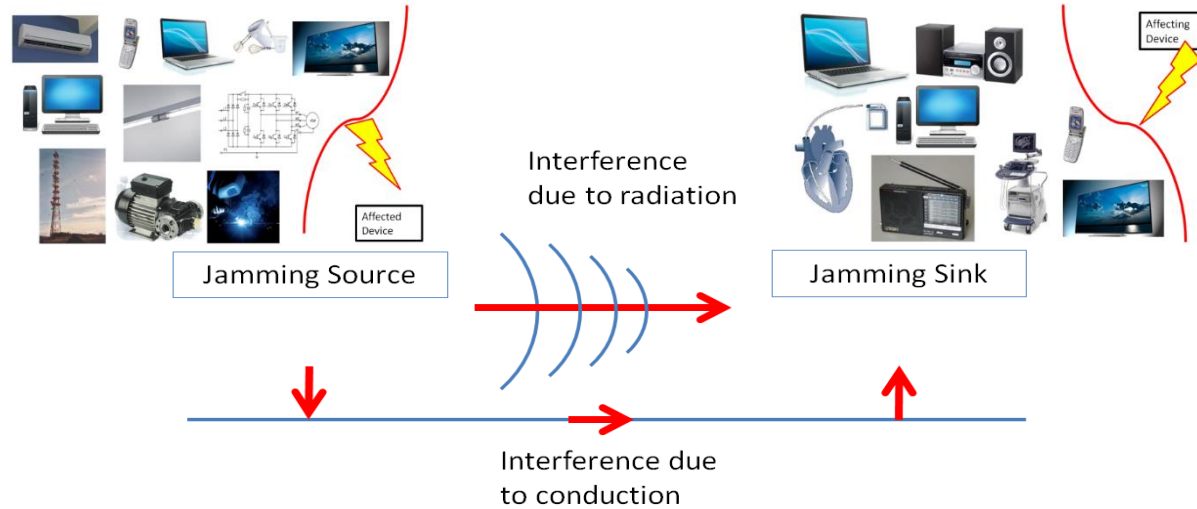 Affecting
Device
Interference
due to radiation
Affected
Device
Jamming Source
Jamming Sink
Interference due
to conduction